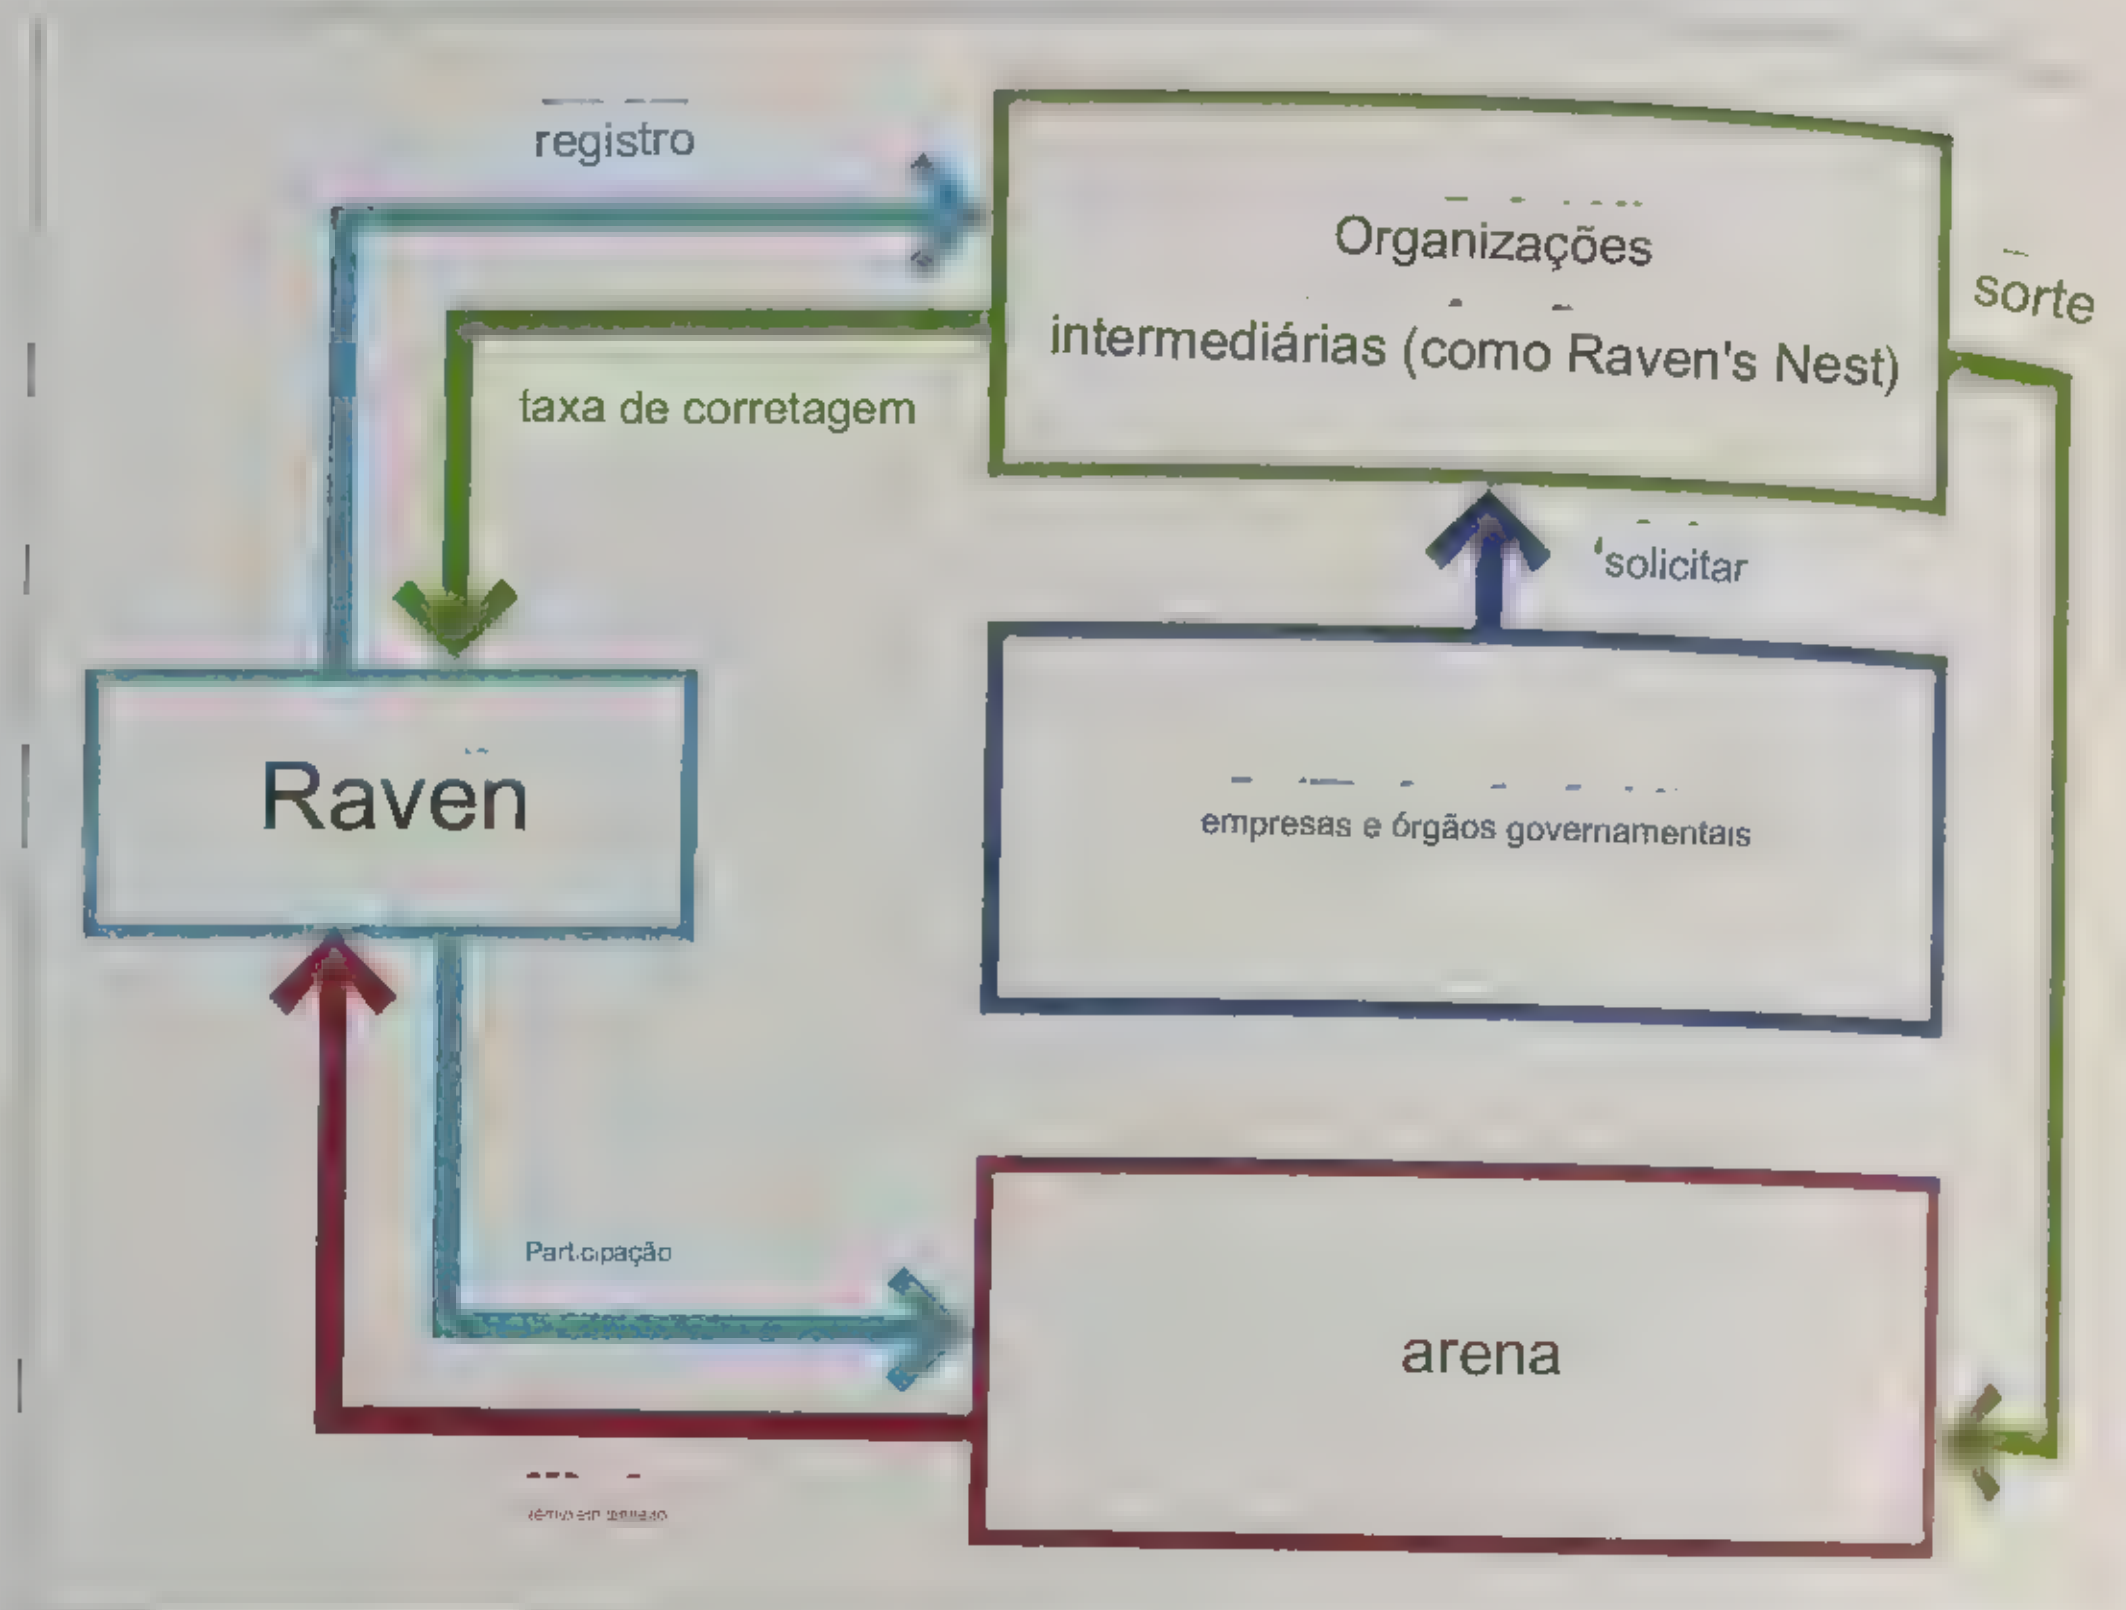 registro
Organizações
intermediárias (como Raven's Nest)
sorte
taxa de corretagem
solicitar
Raven
empresas e órgãos governamentais
Participação
arena